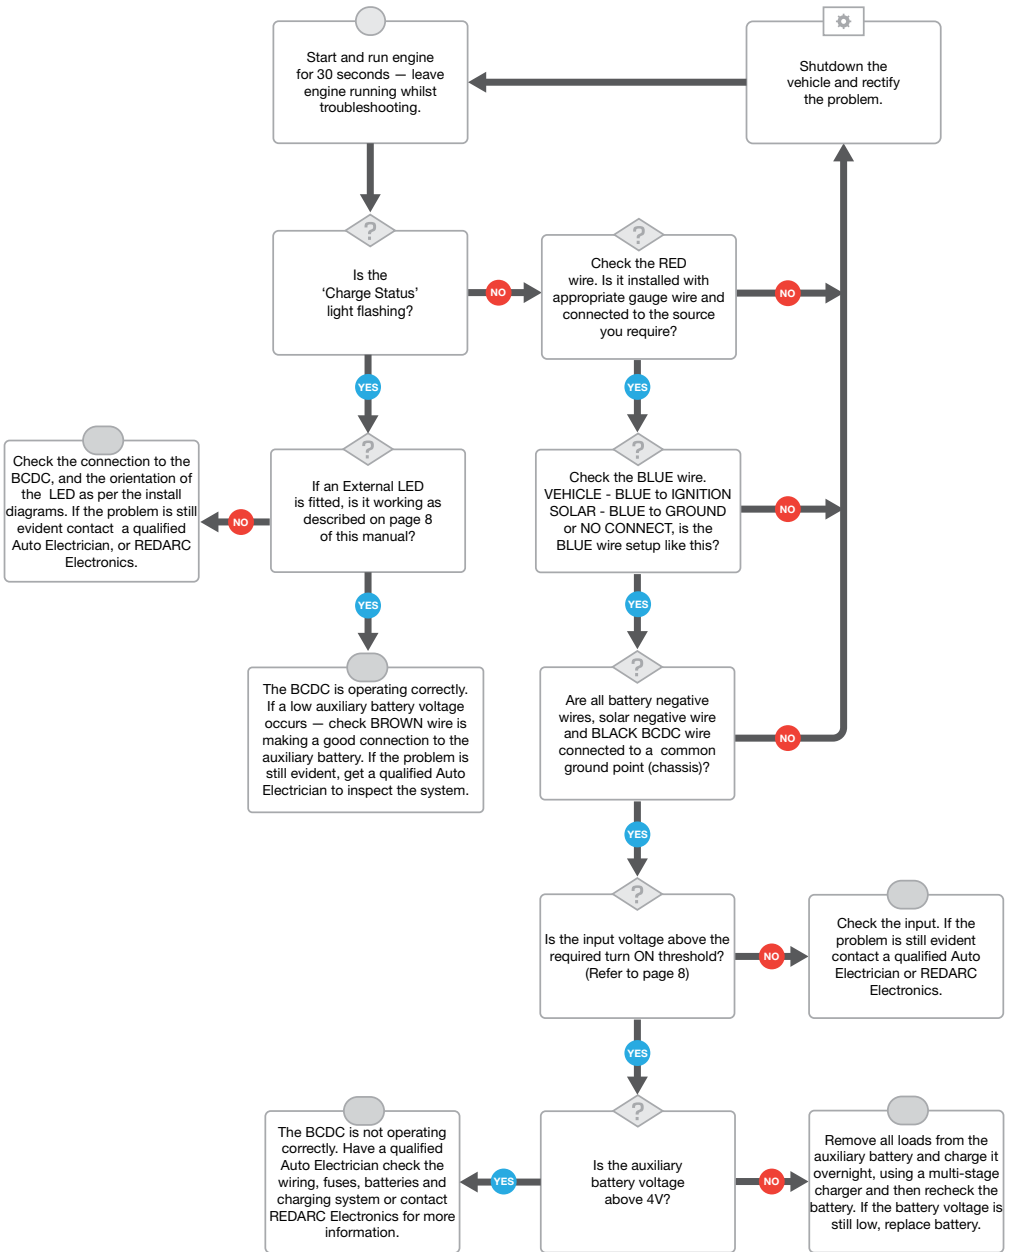 Start and run engine
for 30 seconds — leave
engine running whilst
troubleshooting.
Shutdown the
vehicle and rectify
the problem.
?
Is the
‘Charge Status’
light flashing?
NO
?
Check the RED
wire. Is it installed with
appropriate gauge wire and
connected to the source
you require?
NO
YES
YES
Check the connection to the
BCDC, and the orientation of
the LED as per the install
diagrams. If the problem is still
evident contact a qualified
Auto Electrician, or REDARC
Electronics.
NO
?
If an External LED
is fitted, is it working as
described on page 8
of this manual?
?
Check the BLUE wire.
VEHICLE - BLUE to IGNITION
SOLAR - BLUE to GROUND
or NO CONNECT, is the
BLUE wire setup like this?
NO
YES
YES
The BCDC is operating correctly.
If a low auxiliary battery voltage
occurs — check BROWN wire is
making a good connection to the
auxiliary battery. If the problem is
still evident, get a qualified Auto
Electrician to inspect the system.
?
Are all battery negative
wires, solar negative wire
and BLACK BCDC wire
connected to a common
ground point (chassis)?
NO
YES
?
Is the input voltage above the
required turn ON threshold?
(Refer to page 8)
NO
Check the input. If the
problem is still evident
contact a qualified Auto
Electrician or REDARC
Electronics.
YES
The BCDC is not operating
correctly. Have a qualified
Auto Electrician check the
wiring, fuses, batteries and
charging system or contact
REDARC Electronics for more
information.
YES
?
Is the auxiliary
battery voltage
above 4V?
NO
Remove all loads from the
auxiliary battery and charge it
overnight, using a multi-stage
charger and then recheck the
battery. If the battery voltage is
still low, replace battery.